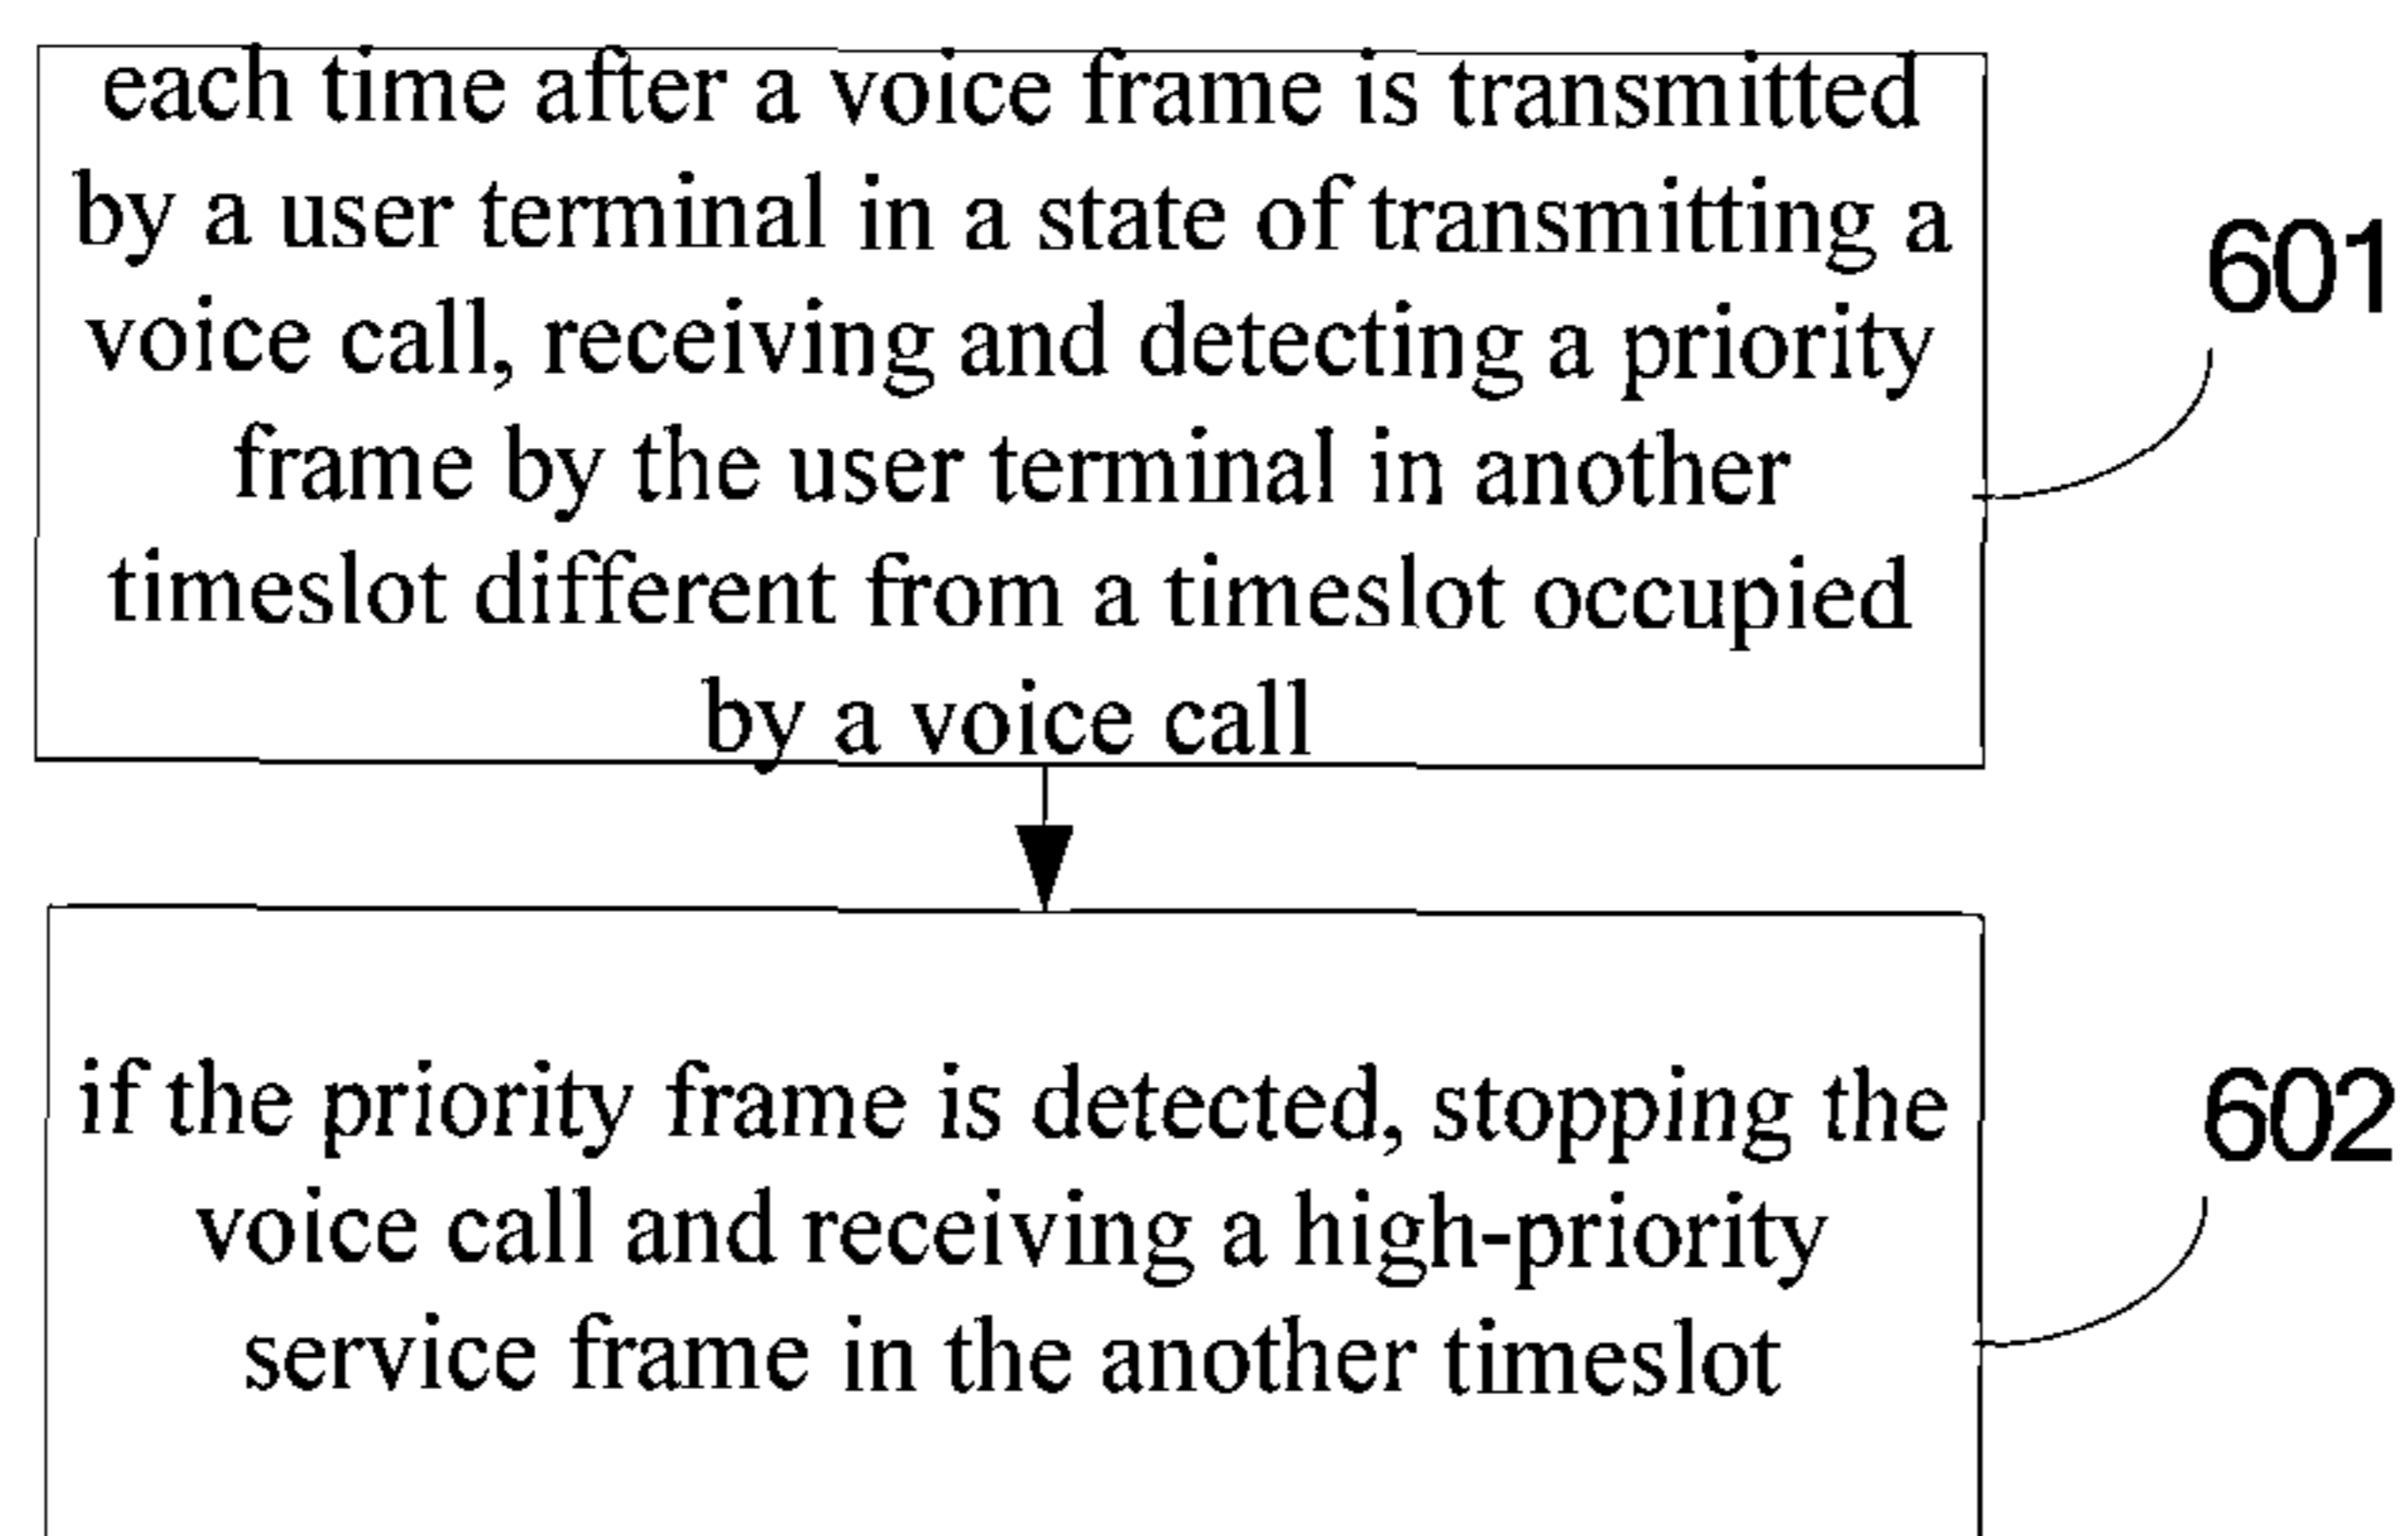 each time after a voice frame is transmitted
by a user terminal in a state of transmitting a
voice call, receiving and detecting a priority
frame by the user terminal in another
timeslot different from a timeslot occupied
by a voice call
601
if the priority frame is detected, stopping the
voice call and receiving a high-priority
service frame in the another timeslot
602